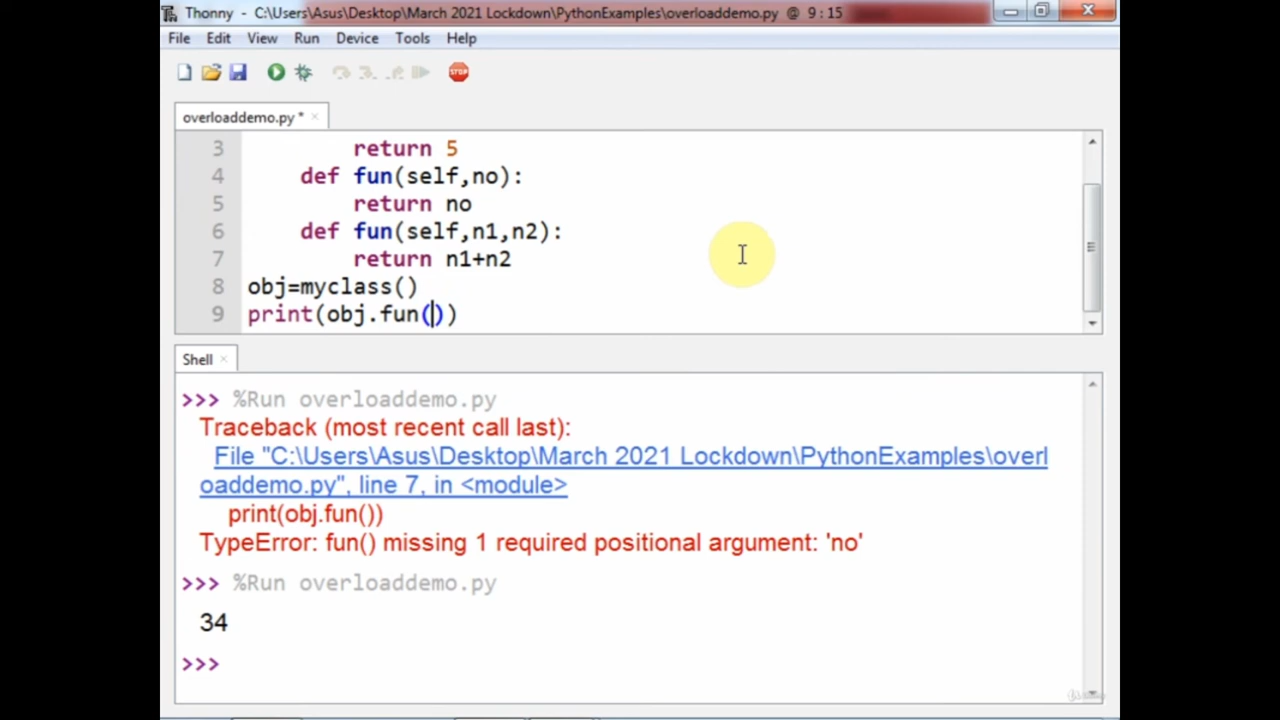 Thonny - C:\Users\Asus\Desktop\March 2021 Lockdown\PythonExamples\overloaddemo.py @ 9 : 15
File Edit View Run Device Tools Help
STOP
overloaddemo.py * ×
3 return 5
4 def fun(self,no):
5 return no
6 def fun(self,n1,n2):
7 return n1+n2
8 obj=myclass()
9 print(obj.fun())
Shell ×
>>> %Run overloaddemo.py
Traceback (most recent call last):
File "C:\Users\Asus\Desktop\March 2021 Lockdown\PythonExamples\overl
oaddemo.py", line 7, in <module>
print(obj.fun())
TypeError: fun() missing 1 required positional argument: 'no'
>>> %Run overloaddemo.py
34
>>>